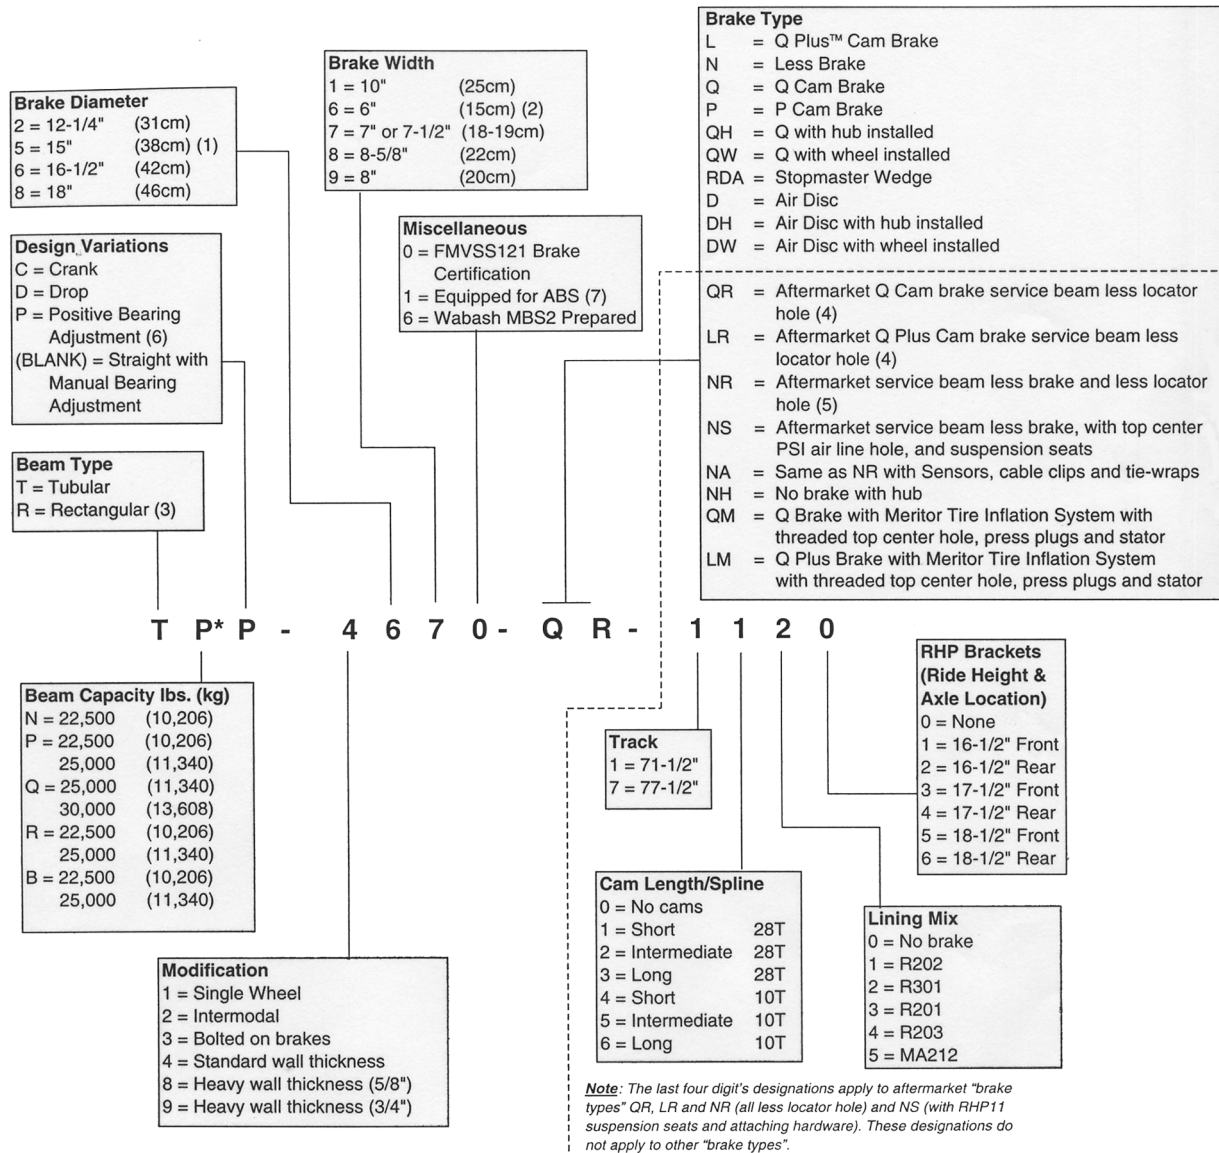 Brake Type
L = Q Plus™ Cam Brake
N = Less Brake
Q = Q Cam Brake
P = P Cam Brake
QH = Q with hub installed
QW = Q with wheel installed
RDA = Stopmaster Wedge
D = Air Disc
DH = Air Disc with hub installed
DW = Air Disc with wheel installed
QR = Aftermarket Q Cam brake service beam less locator
hole (4)
LR = Aftermarket Q Plus Cam brake service beam less
locator hole (4)
NR = Aftermarket service beam less brake and less locator
hole (5)
NS = Aftermarket service beam less brake, with top center
PSI air line hole, and suspension seats
NA = Same as NR with Sensors, cable clips and tie-wraps
NH = No brake with hub
QM = Q Brake with Meritor Tire Inflation System with
threaded top center hole, press plugs and stator
LM = Q Plus Brake with Meritor Tire Inflation System
with threaded top center hole, press plugs and stator
Brake Width
1 = 10" (25cm)
6 = 6" (15cm) (2)
7 = 7" or 7-1/2" (18-19cm)
8 = 8-5/8" (22cm)
9 = 8" (20cm)
Brake Diameter
2 = 12-1/4" (31cm)
5 = 15" (38cm) (1)
6 = 16-1/2" (42cm)
8 = 18" (46cm)
Miscellaneous
0 = FMVSS121 Brake
Certification
1 = Equipped for ABS (7)
6 = Wabash MBS2 Prepared
Design Variations
C = Crank
D = Drop
P = Positive Bearing
Adjustment (6)
(BLANK) = Straight with
Manual Bearing
Adjustment
Beam Type
T = Tubular
R = Rectangular (3)
T P* P - 4 6 7 0 - Q R - 1 1 2 0
Beam Capacity lbs. (kg)
N = 22,500 (10,206)
P = 22,500 (10,206)
25,000 (11,340)
Q = 25,000 (11,340)
30,000 (13,608)
R = 22,500 (10,206)
25,000 (11,340)
B = 22,500 (10,206)
25,000 (11,340)
Modification
1 = Single Wheel
2 = Intermodal
3 = Bolted on brakes
4 = Standard wall thickness
8 = Heavy wall thickness (5/8")
9 = Heavy wall thickness (3/4")
Track
1 = 71-1/2"
7 = 77-1/2"
Cam Length/Spline
0 = No cams
1 = Short 28T
2 = Intermediate 28T
3 = Long 28T
4 = Short 10T
5 = Intermediate 10T
6 = Long 10T
RHP Brackets
(Ride Height &
Axle Location)
0 = None
1 = 16-1/2" Front
2 = 16-1/2" Rear
3 = 17-1/2" Front
4 = 17-1/2" Rear
5 = 18-1/2" Front
6 = 18-1/2" Rear
Lining Mix
0 = No brake
1 = R202
2 = R301
3 = R201
4 = R203
5 = MA212
Note: The last four digit's designations apply to aftermarket "brake
types" QR, LR and NR (all less locator hole) and NS (with RHP11
suspension seats and attaching hardware). These designations do
not apply to other "brake types".